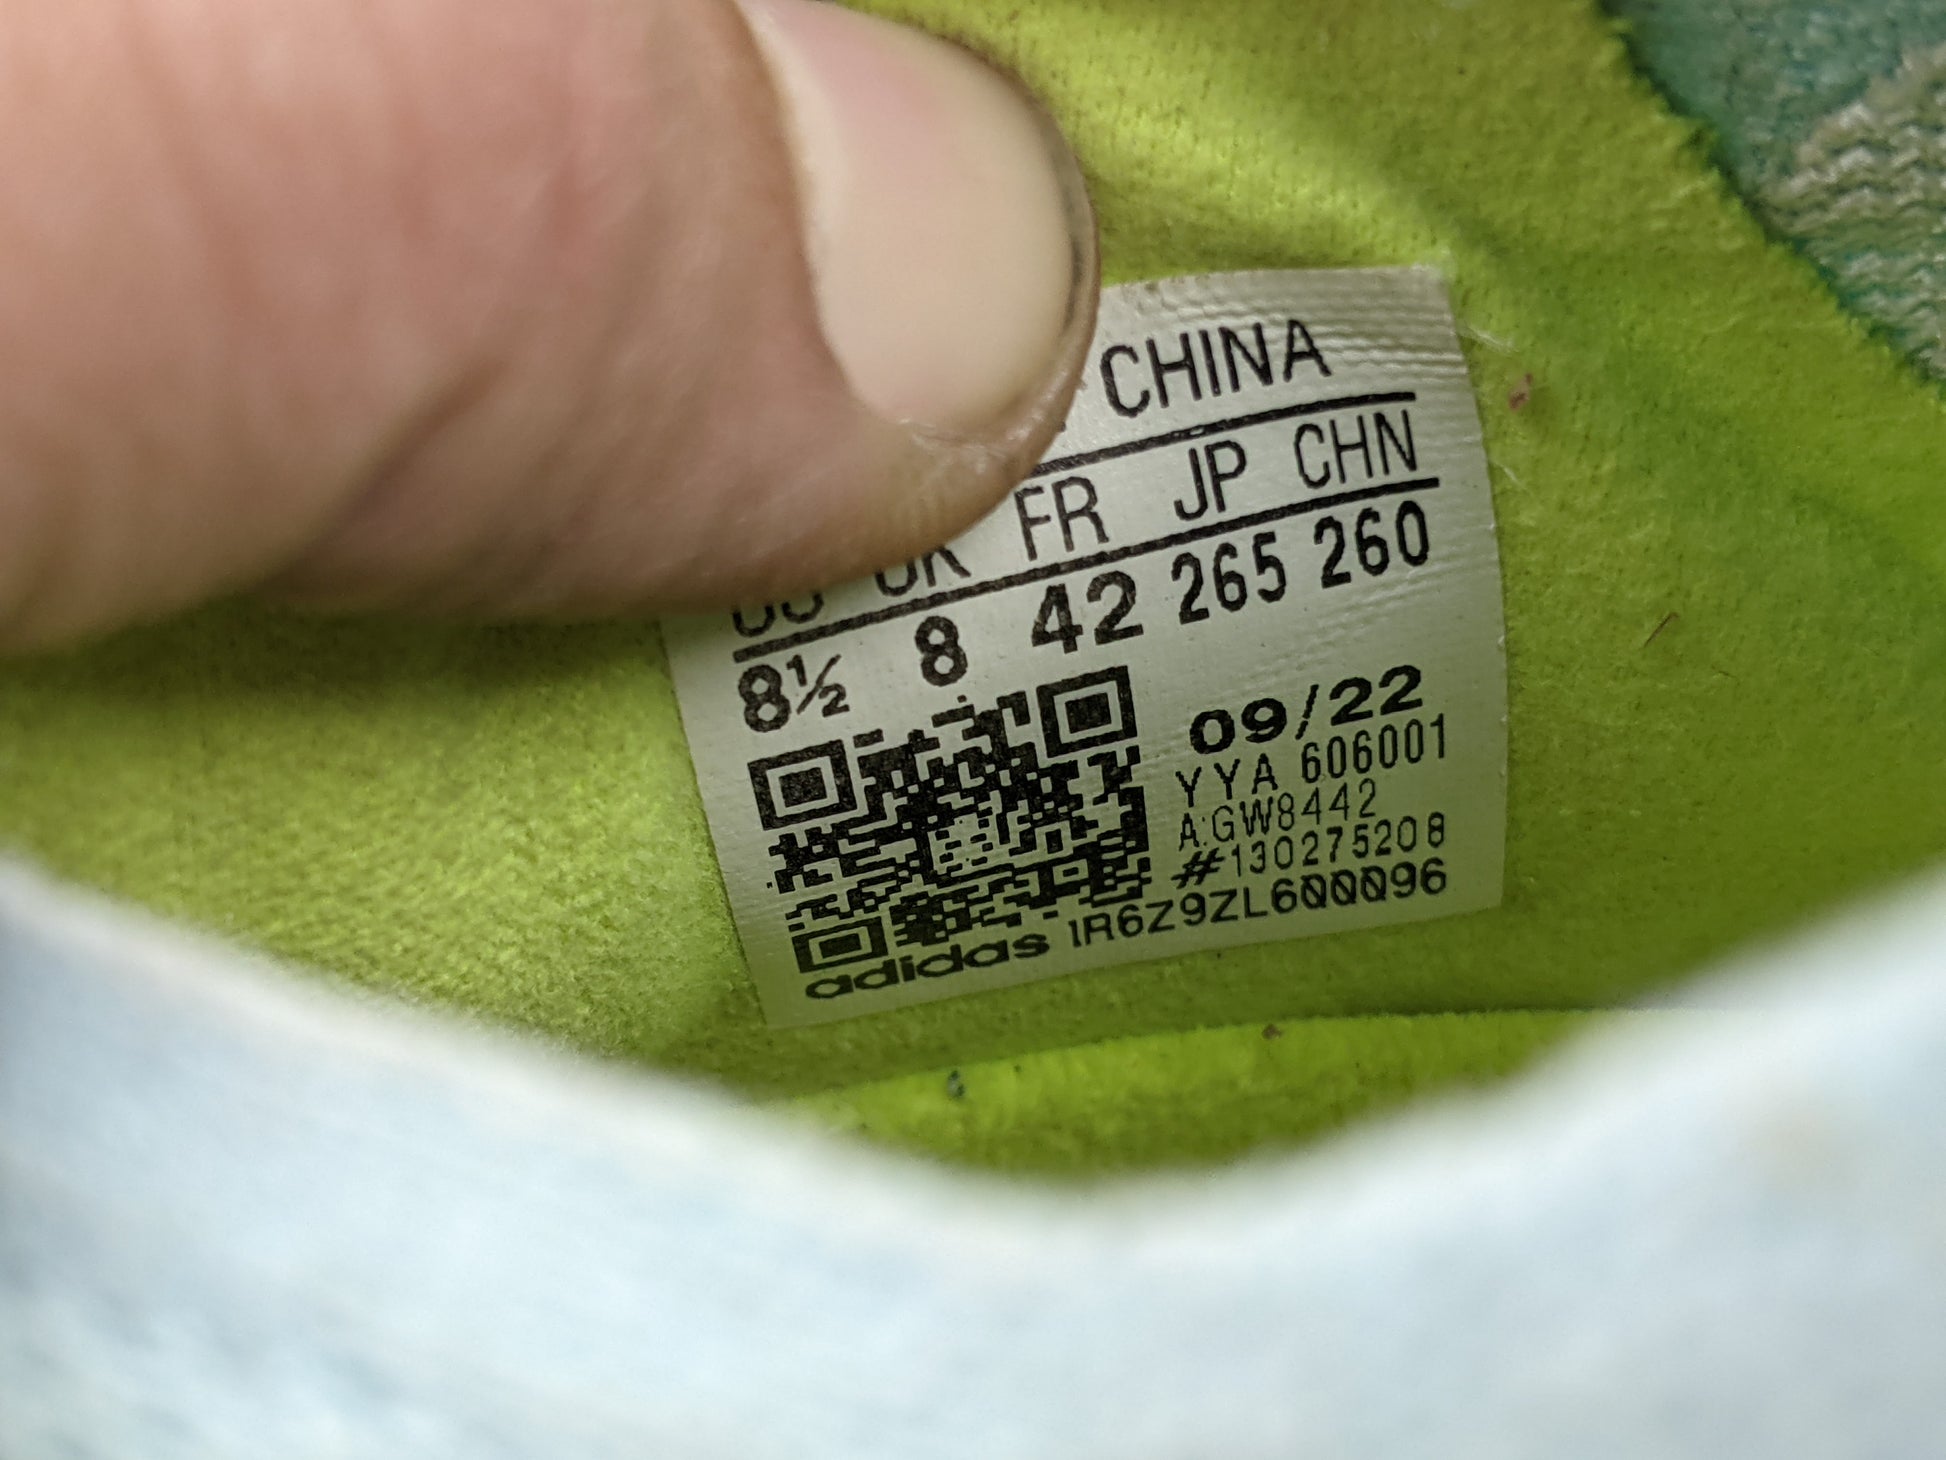 CHINA
US UK FR JP CHN
8½ 8 42 265 260
09/22
YYA 606001
A:GW8442
#130275208
adidas 1R6Z9ZL600096